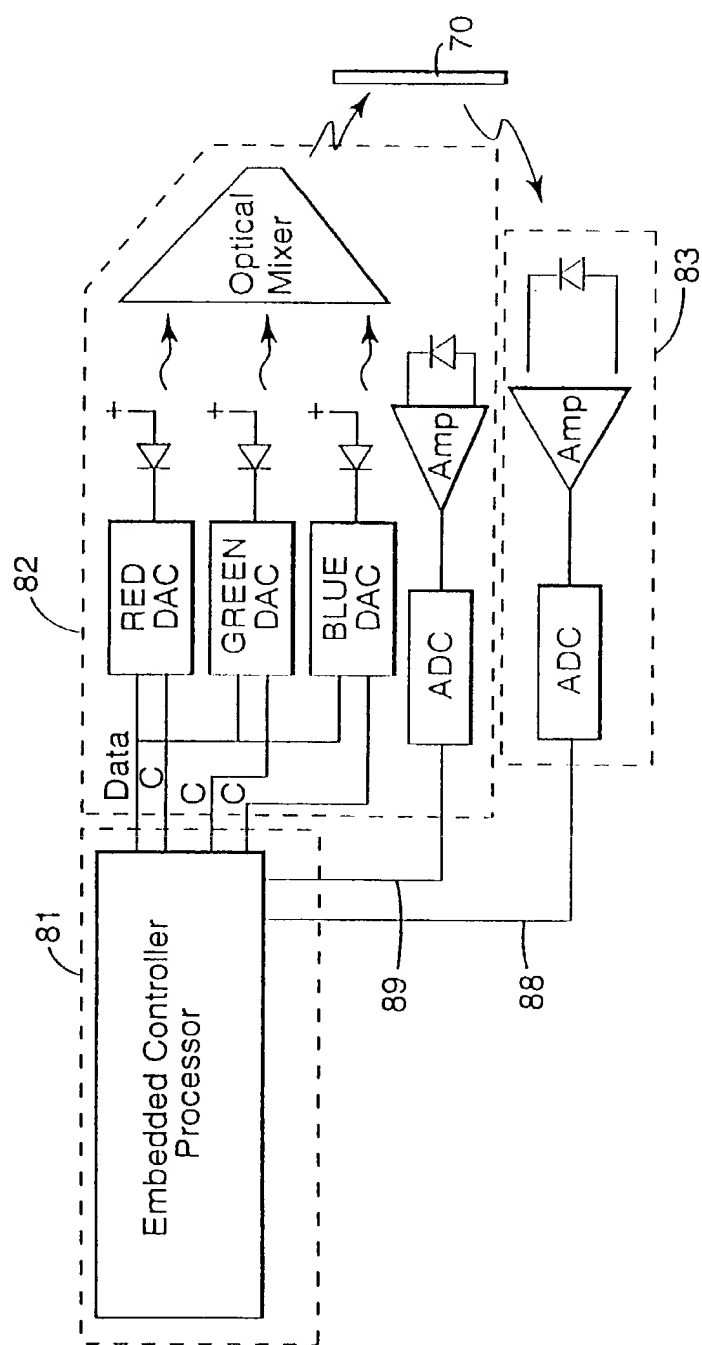 81
Embedded Controller
Processor
82
Data
C
C
C
RED
DAC
GREEN
DAC
BLUE
DAC
+
+
+
Optical
Mixer
70
ADC
Amp
89
ADC
Amp
83
88